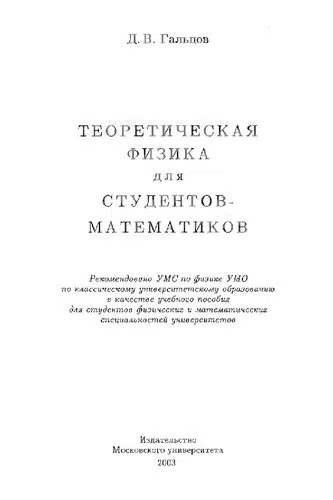 Д. В. Гальцов
ТЕОРЕТИЧЕСКАЯ
ФИЗИКА
ДЛЯ
СТУДЕНТОВ-
МАТЕМАТИКОВ
Рекомендовано УМС по физике УМО
по классическому университетскому образованию
в качестве учебного пособия
для студентов физических и математических
специальностей университетов
Издательство
Московского университета
2003